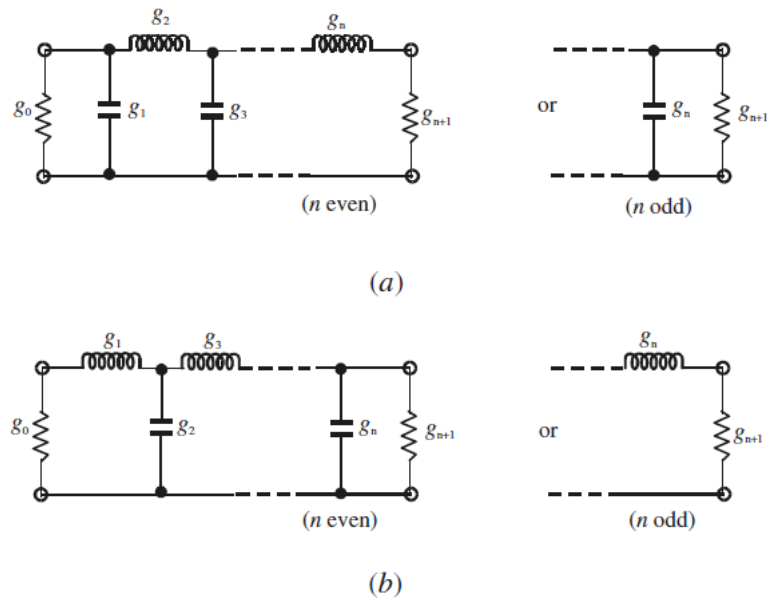 g₂ gₙ
g₀ g₁ g₃ gₙ₊₁ or gₙ gₙ₊₁
(n even) (n odd)
(a)
g₁ g₃ gₙ
g₀ g₂ gₙ gₙ₊₁ or gₙ₊₁
(n even) (n odd)
(b)